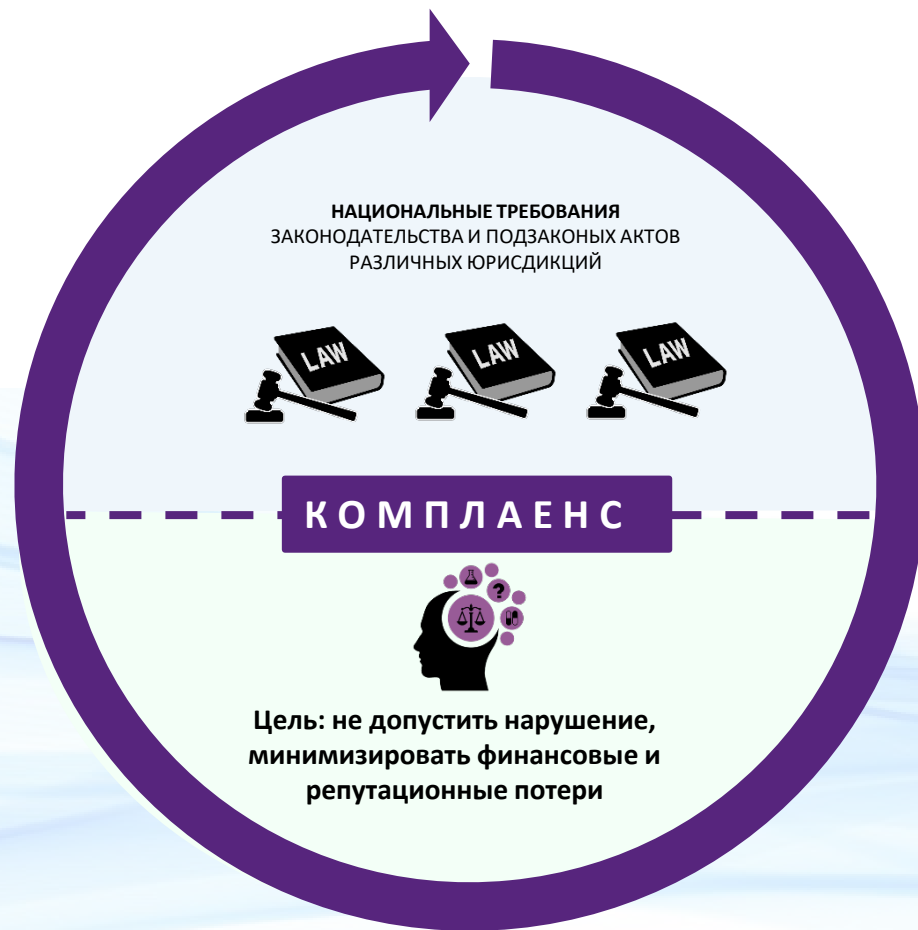 НАЦИОНАЛЬНЫЕ ТРЕБОВАНИЯ
ЗАКОНОДАТЕЛЬСТВА И ПОДЗАКОНЫХ АКТОВ
РАЗЛИЧНЫХ ЮРИСДИКЦИЙ
LAW LAW LAW
КОМПЛАЕНС
?
Цель: не допустить нарушение,
минимизировать финансовые и
репутационные потери